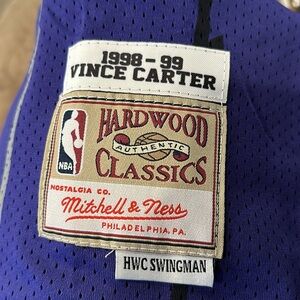 1998-99
VINCE CARTER
HARDWOOD
AUTHENTIC
CLASSICS
NBA
NOSTALGIA CO.
Mitchell & Ness
PHILADELPHIA, PA.
HWC SWINGMAN